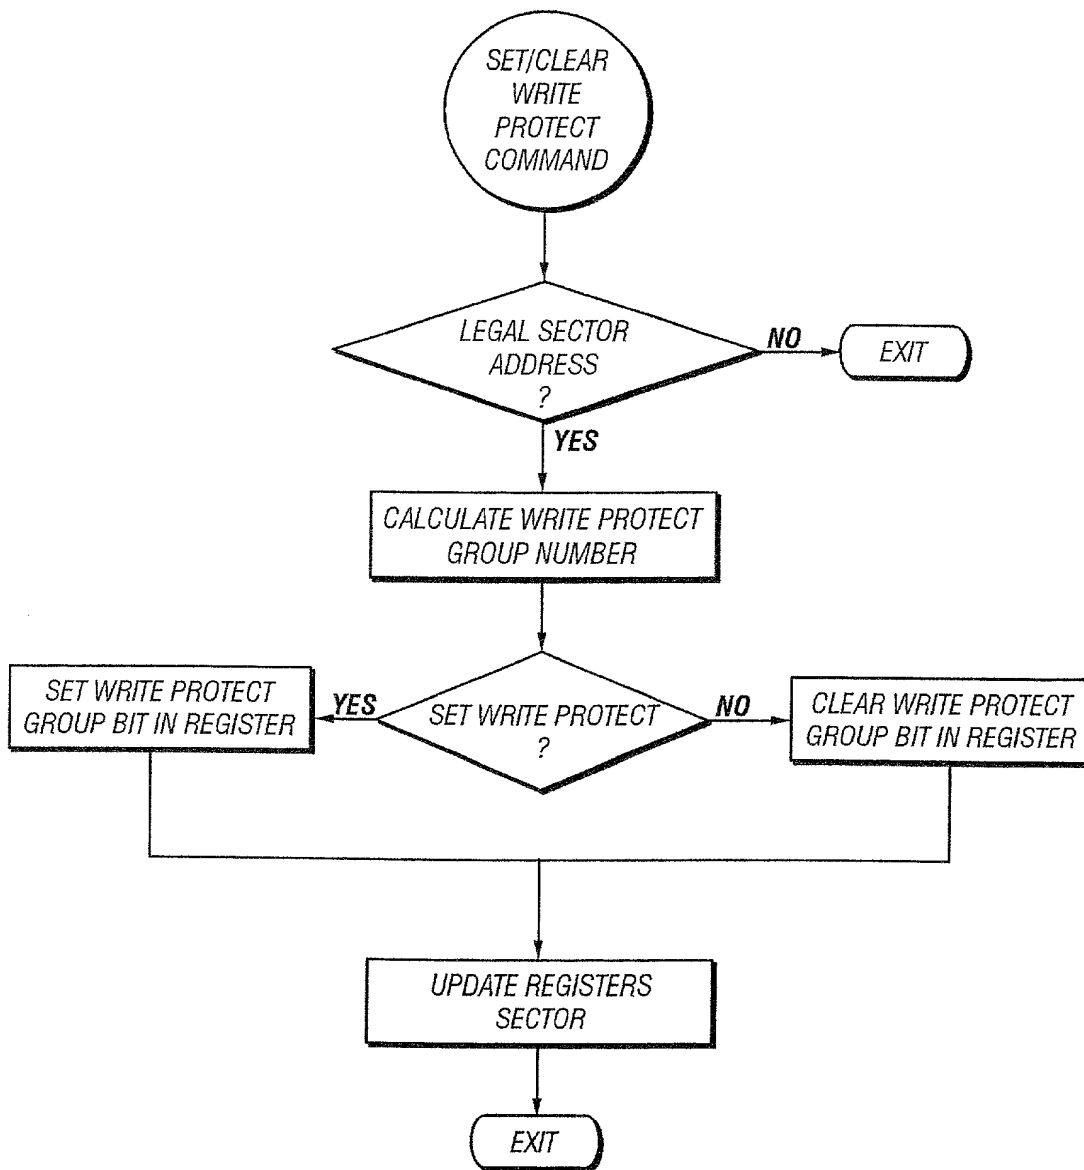 SET/CLEAR
WRITE
PROTECT
COMMAND
LEGAL SECTOR
ADDRESS
?
NO
EXIT
YES
CALCULATE WRITE PROTECT
GROUP NUMBER
SET WRITE PROTECT
GROUP BIT IN REGISTER
YES
SET WRITE PROTECT
?
NO
CLEAR WRITE PROTECT
GROUP BIT IN REGISTER
UPDATE REGISTERS
SECTOR
EXIT